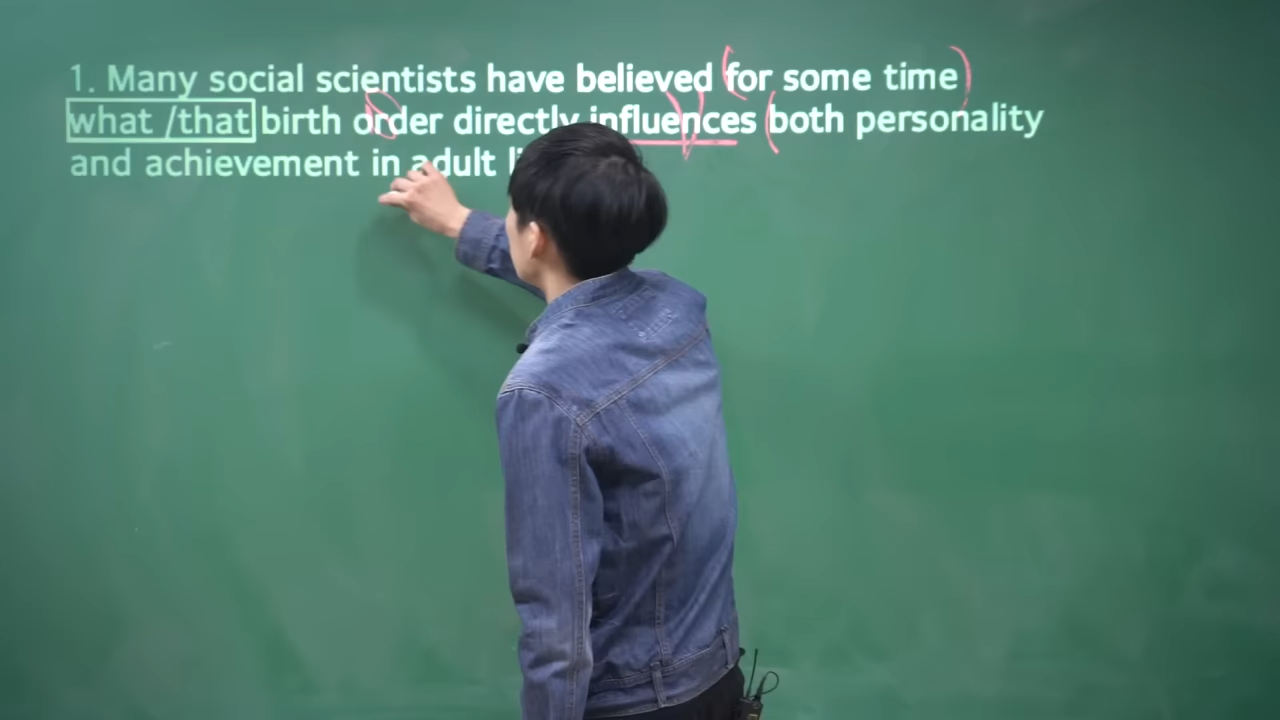 1. Many social scientists have believed for some time
what /that birth order directly influences both personality
and achievement in adult